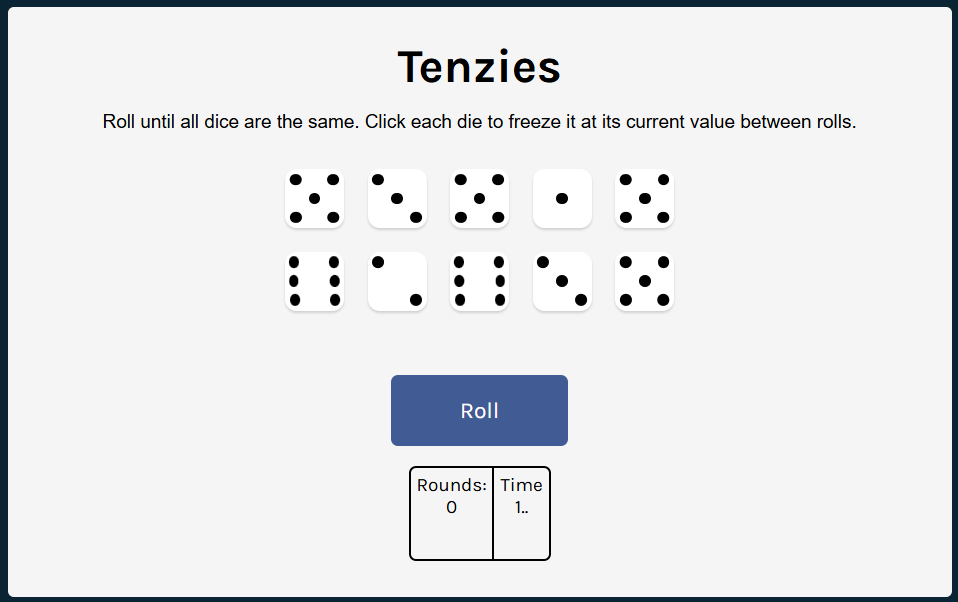 Tenzies
Roll until all dice are the same. Click each die to freeze it at its current value between rolls.
Roll
Rounds: Time
0 1..